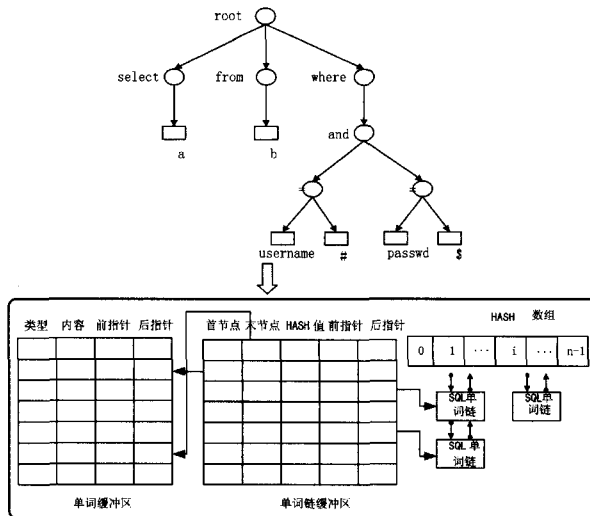 root
select
from
where
a
b
and
=
=
username
#
passwd
$
HASH 数组
类型 内容 前指针 后指针
首节点 末节点 HASH 值 前指针 后指针
0 1 … i … n-1
SQL单
词链
SQL单
词链
SQL单
词链
单词缓冲区
单词链缓冲区